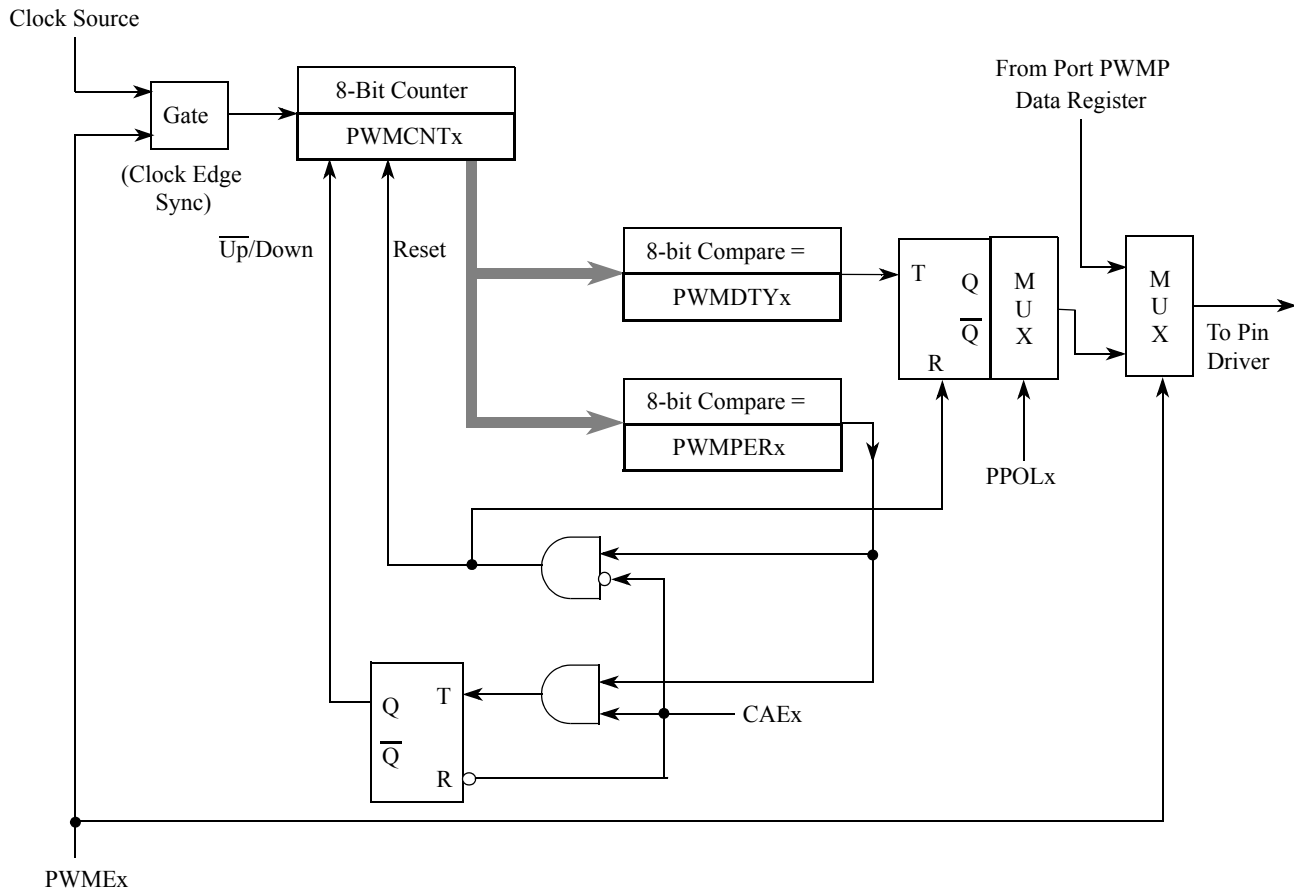 Clock Source
From Port PWMP
Data Register
8-Bit Counter
Gate
PWMCNTx
(Clock Edge
Sync)
Up/Down
Reset
8-bit Compare =
PWMDTYx
T
Q
Q
R
M
U
X
M
U
X
To Pin
Driver
8-bit Compare =
PWMPERx
PPOLx
Q
T
Q
R
CAEx
PWMEx